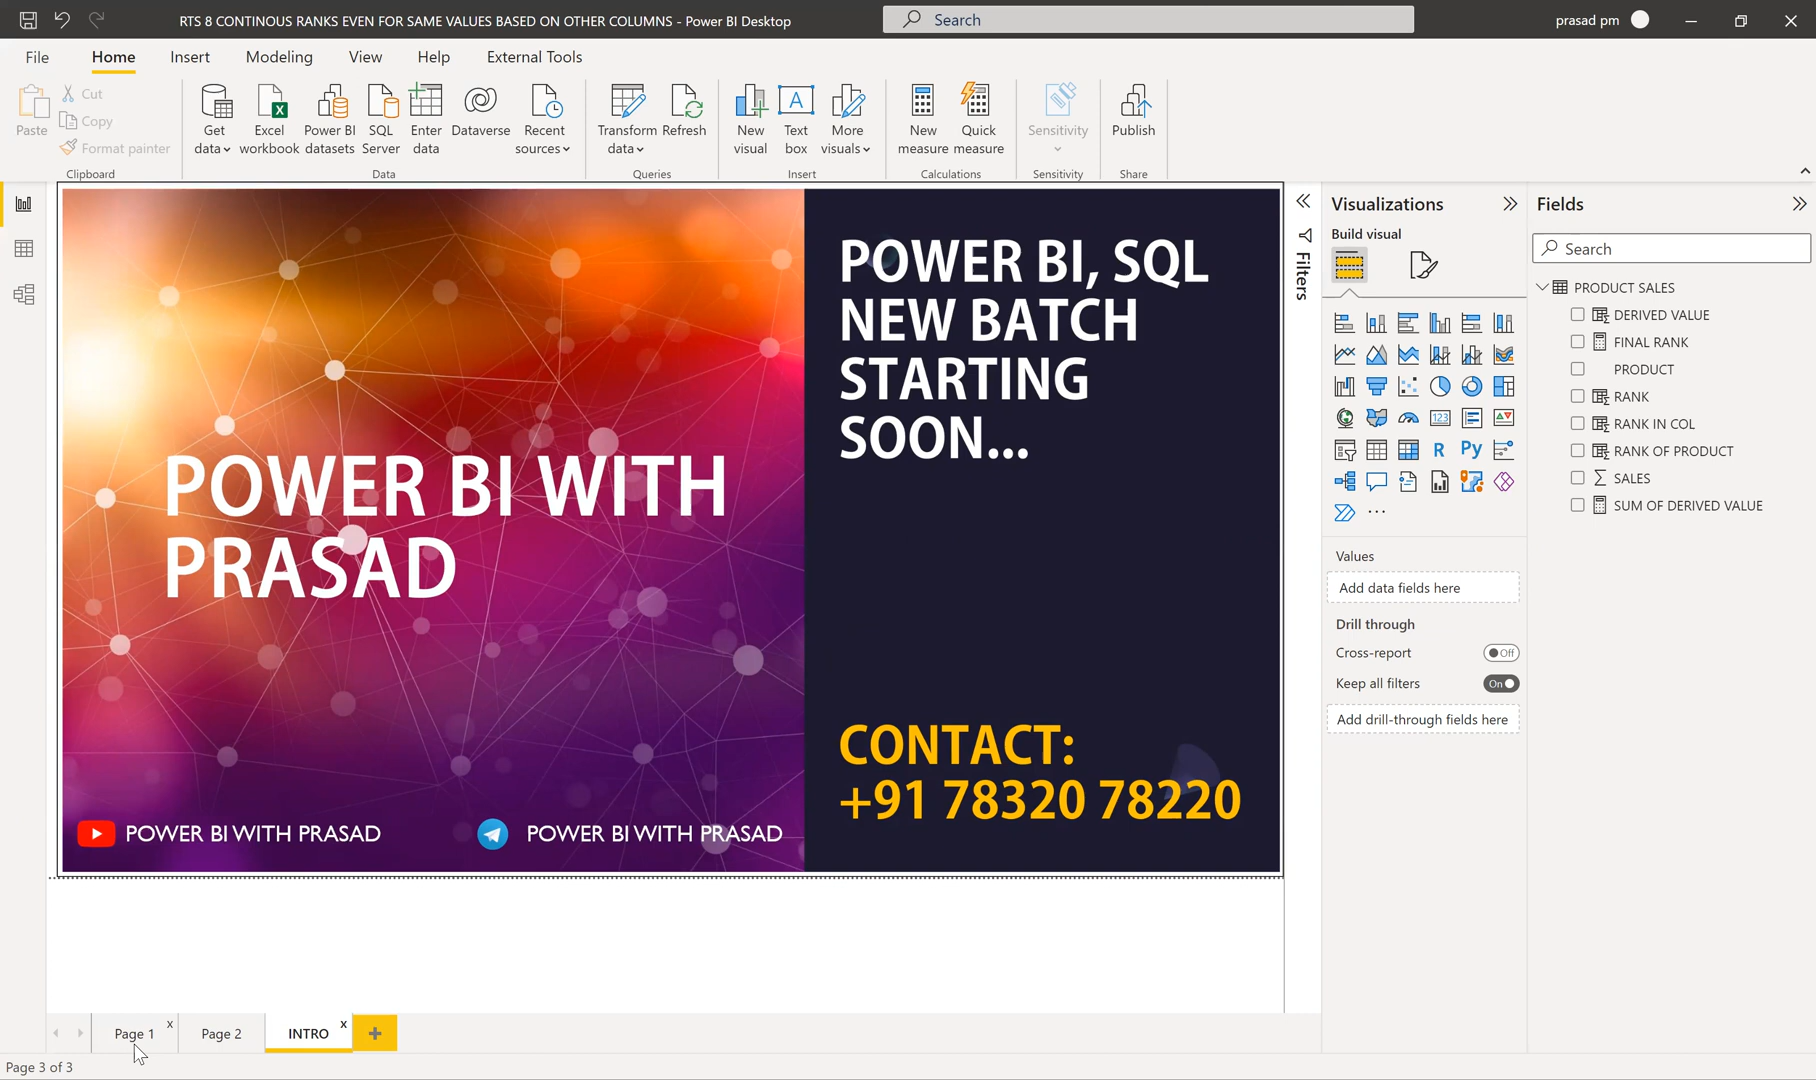 RTS 8 CONTINOUS RANKS EVEN FOR SAME VALUES BASED ON OTHER COLUMNS - Power BI Desktop
Search
prasad pm
File
Home
Insert
Modeling
View
Help
External Tools
Paste
Cut
Copy
Format painter
Clipboard
Get data
Excel workbook
Power BI datasets
SQL Server
Enter data
Dataverse
Recent sources
Data
Transform data
Refresh
Queries
New visual
Text box
More visuals
Insert
New measure
Quick measure
Calculations
Sensitivity
Sensitivity
Publish
Share
POWER BI WITH
PRASAD
POWER BI WITH PRASAD
POWER BI WITH PRASAD
POWER BI, SQL
NEW BATCH
STARTING
SOON...
CONTACT:
+91 78320 78220
Filters
Visualizations
Build visual
123
R
Py
Values
Add data fields here
Drill through
Cross-report
Off
Keep all filters
On
Add drill-through fields here
Fields
Search
PRODUCT SALES
DERIVED VALUE
FINAL RANK
PRODUCT
RANK
RANK IN COL
RANK OF PRODUCT
SALES
SUM OF DERIVED VALUE
Page 1
Page 2
INTRO
Page 3 of 3